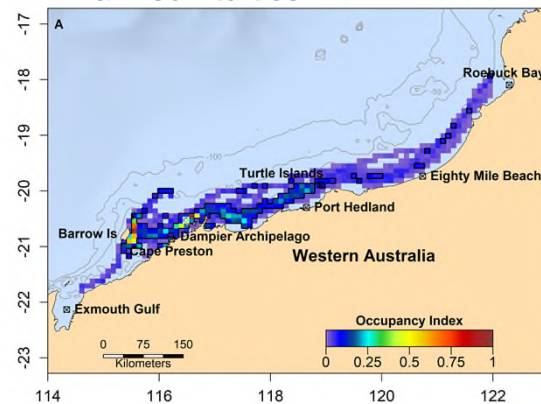 A
-17
-18
-19
-20
-21
-22
-23
Roebuck Bay
-100
-50
Turtle Islands
Eighty Mile Beach
Port Hedland
Barrow Is
Dampier Archipelago
Cape Preston
Western Australia
Exmouth Gulf
Occupancy Index
0 0.25 0.5 0.75 1
0 75 150
Kilometers
114 116 118 120 122